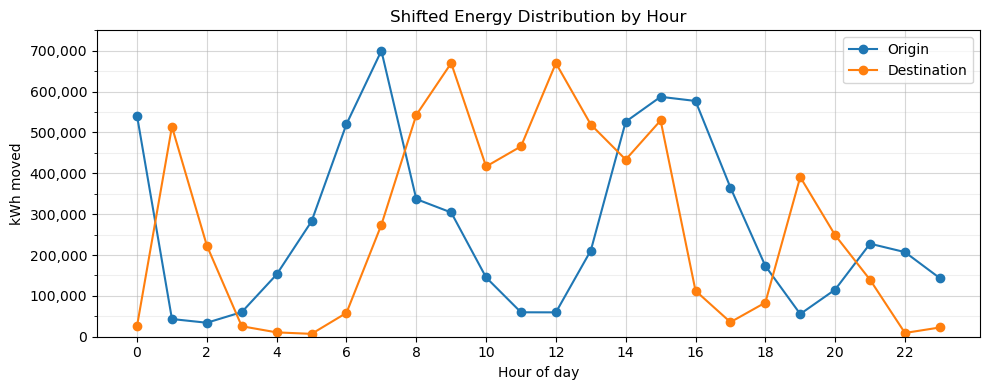 Shifted Energy Distribution by Hour
Origin
Destination
kWh moved
700,000
600,000
500,000
400,000
300,000
200,000
100,000
0
0 2 4 6 8 10 12 14 16 18 20 22
Hour of day